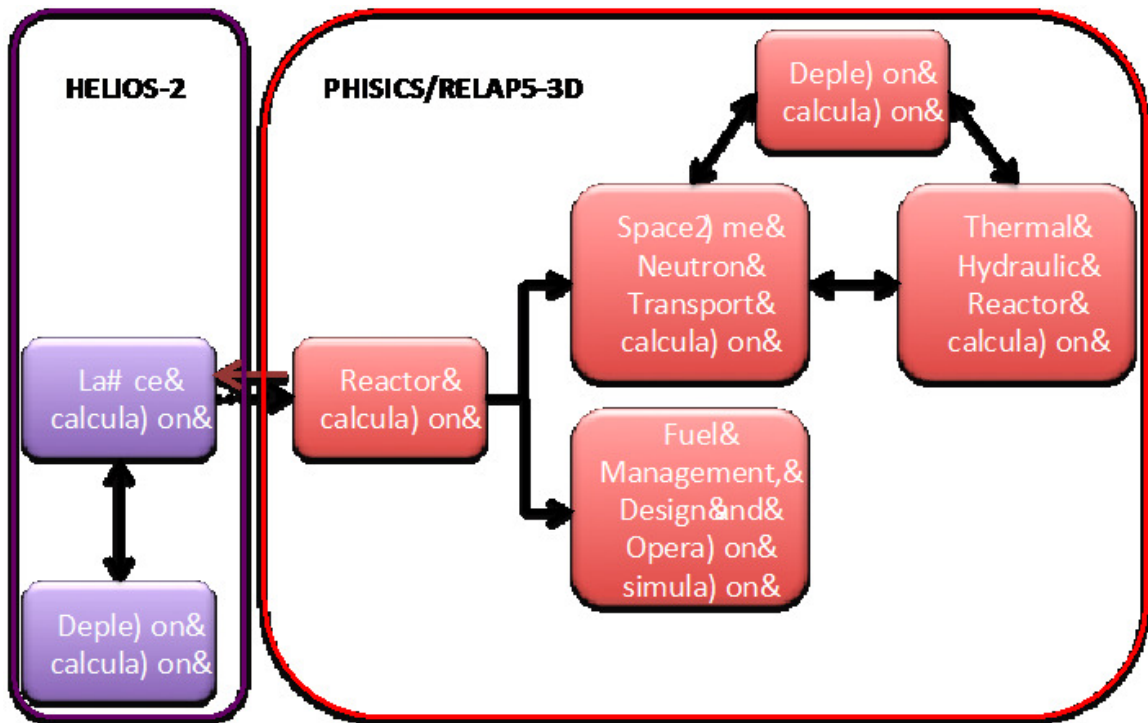 HELIOS-2
PHISICS/RELAP5-3D
Deple) on&
calcula) on&
Space2) me&
Neutron&
Transport&
calcula) on&
Thermal&
Hydraulic&
Reactor&
calcula) on&
La# ce&
calcula) on&
Reactor&
calcula) on&
Fuel&
Management,&
Design&and&
Opera) on&
simula) on&
Deple) on&
calcula) on&